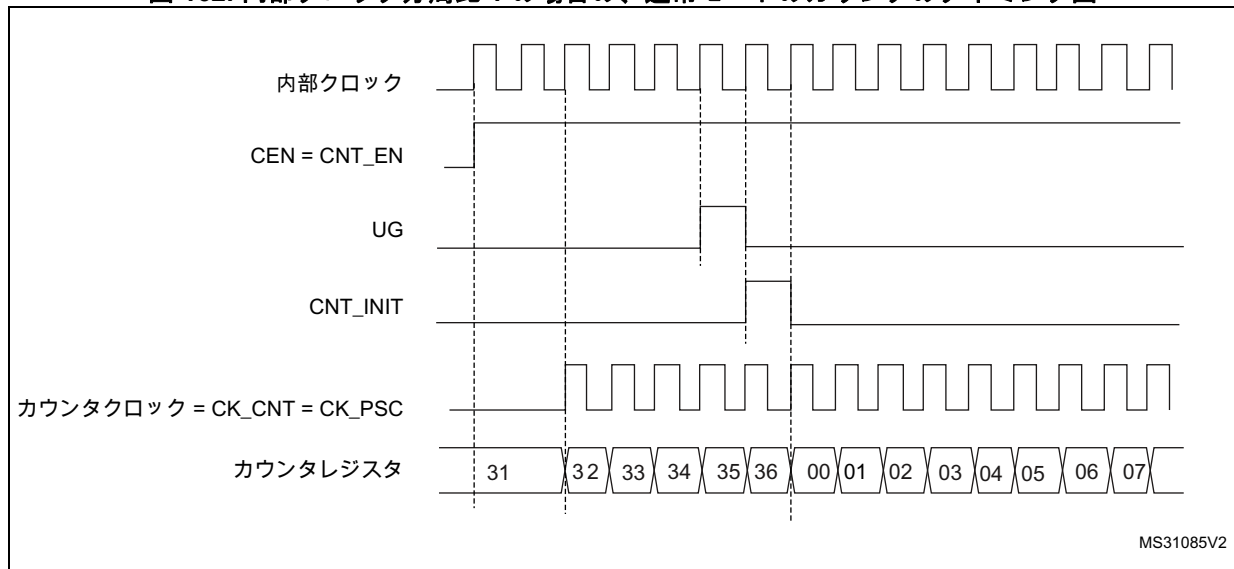 内部クロック
CEN = CNT_EN
UG
CNT_INIT
カウンタクロック = CK_CNT = CK_PSC
カウンタレジスタ 31 32 33 34 35 36 00 01 02 03 04 05 06 07
MS31085V2